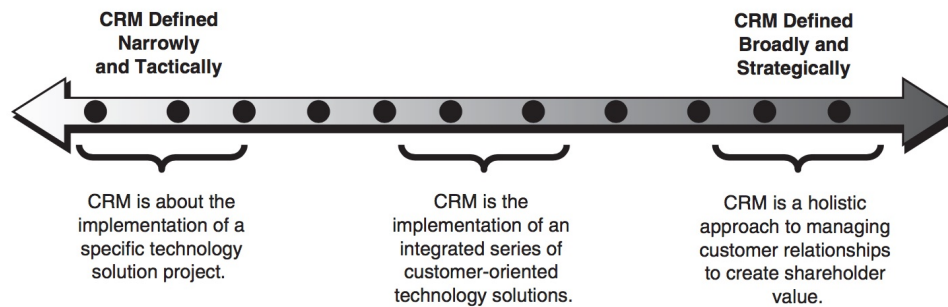 CRM Defined
Narrowly
and Tactically
CRM Defined
Broadly and
Strategically
CRM is about the
implementation of a
specific technology
solution project.
CRM is the
implementation of an
integrated series of
customer-oriented
technology solutions.
CRM is a holistic
approach to managing
customer relationships
to create shareholder
value.